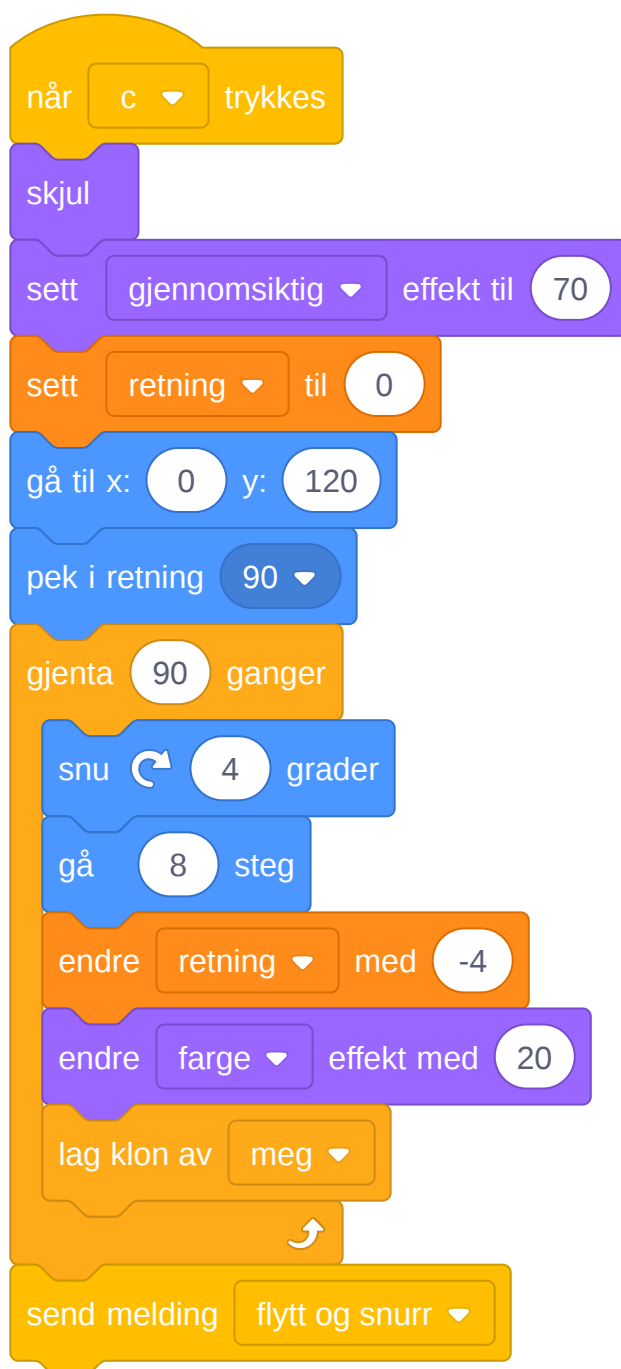 når c trykkes
skjul
sett gjennomsiktig effekt til 70
sett retning til 0
gå til x: 0 y: 120
pek i retning 90
gjenta 90 ganger
snu 4 grader
gå 8 steg
endre retning med -4
endre farge effekt med 20
lag klon av meg
send melding flytt og snurr